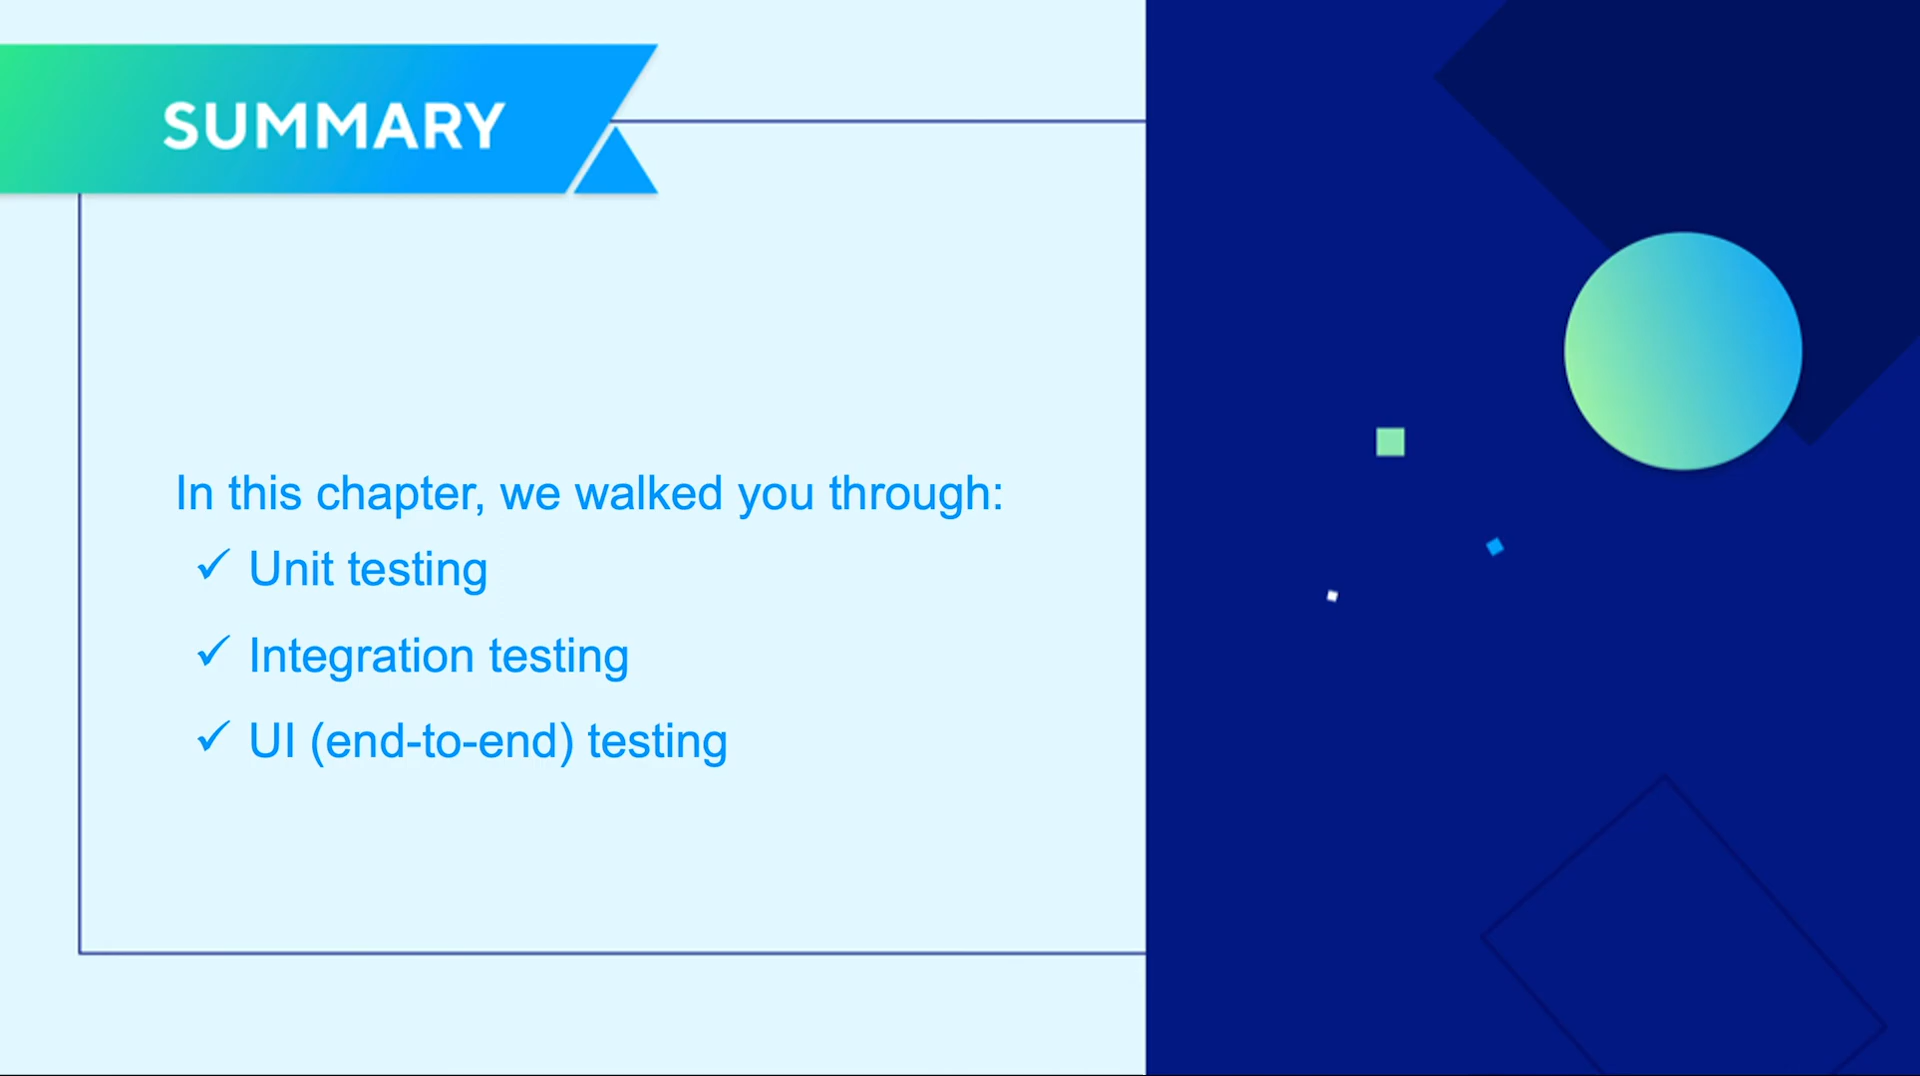 SUMMARY
In this chapter, we walked you through:
✓ Unit testing
✓ Integration testing
✓ UI (end-to-end) testing